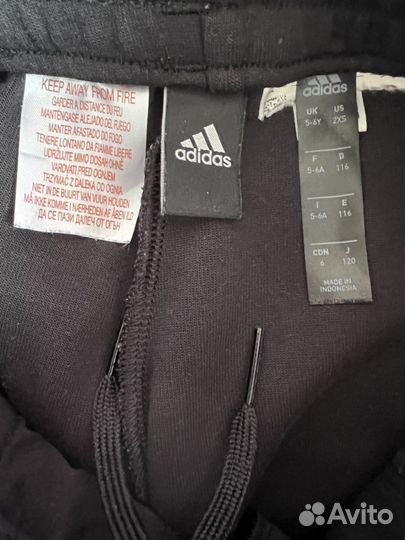 KEEP AWAY FROM FIRE
GARDER A DISTANCE DU FEU
MANTENGASE ALEJADO DEL FUEGO
MANTER AFASTADO DO FOGO
TENERE LONTANO DA FIAMME LIBERE
UDRŽUJTE MIMO DOSAH OHNĚ
VAROVATI PRED OGNJEM
TRZYMAĆ Z DALEKA OD OGNIA
NIET IN DE BUURT VAN VUUR HOUDEN
MÅ IKKE KOMME I NÆRHEDEN AF ÅBEN ILD
ДА СЕ ПАЗИ ДАЛЕЧ ОТ ОГЪН
adidas
adidas
UK US
5-6Y 2XS
F D
5-6A 116
I E
5-6A 116
CDN J
6 120
MADE IN
INDONESIA
Avito